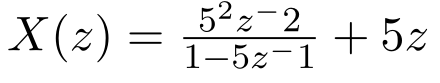 X(z) = \frac{5^2 z^- 2}{1-5z^- 1} + 5z